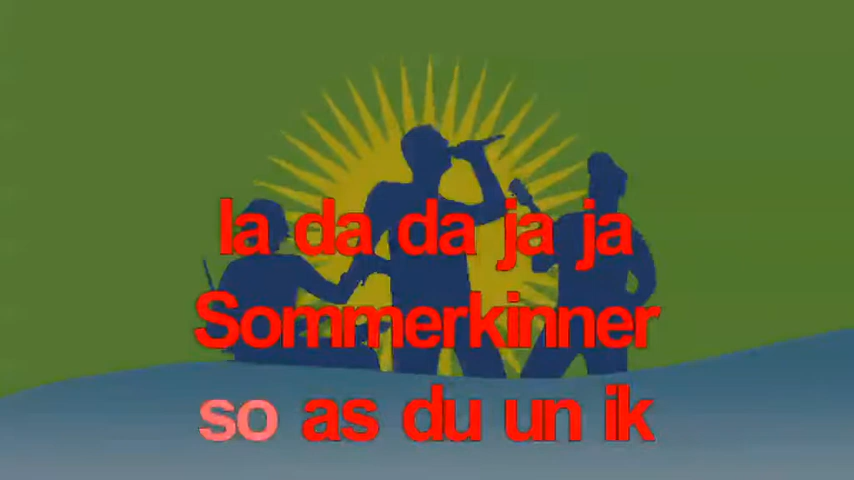 la da da ja ja
Sommerkinner
so as du un ik